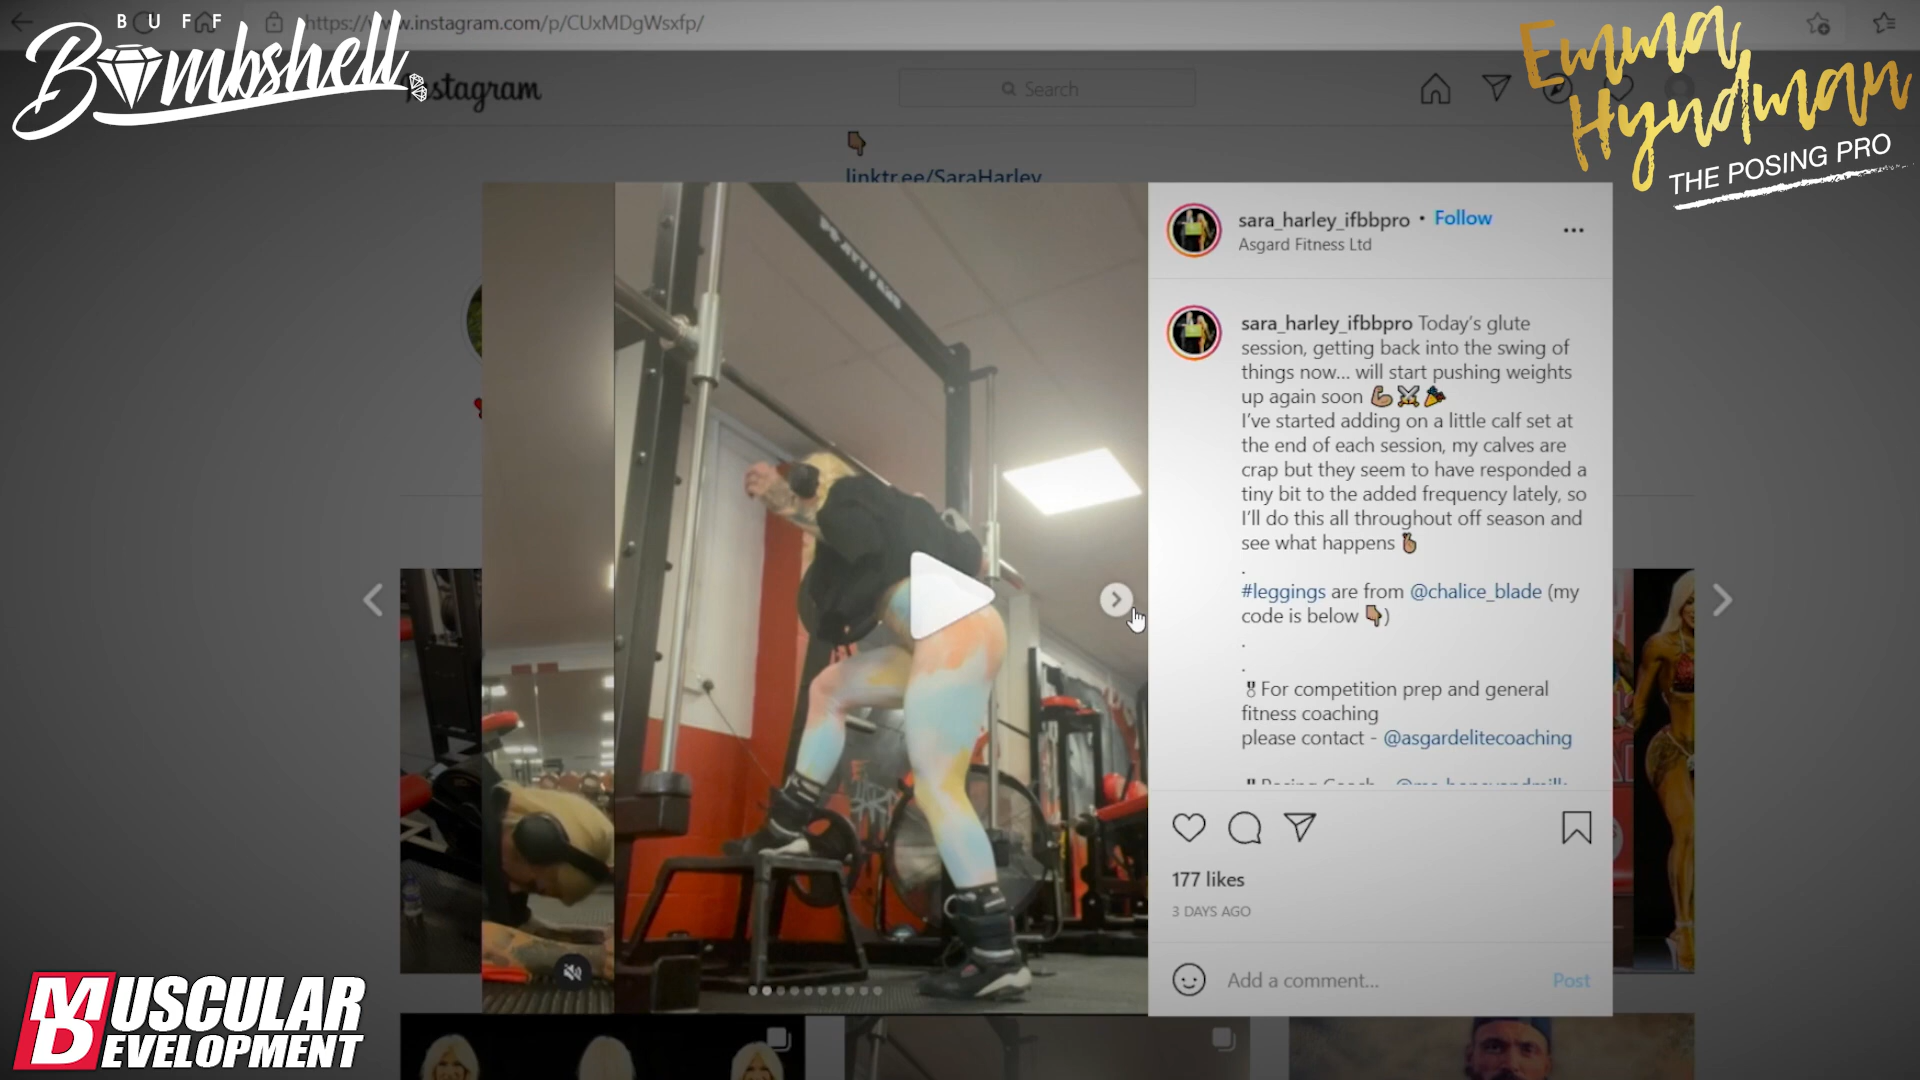 BUFF
Bombshell
https://www.instagram.com/p/CUxMDgWsxfp/
Instagram
Search
Emma
Hyndman
THE POSING PRO
linktr.ee/SaraHarley
sara_harley_ifbbpro • Follow
Asgard Fitness Ltd
sara_harley_ifbbpro Today's glute
session, getting back into the swing of
things now... will start pushing weights
up again soon 💪🏽⚔️🎉
I've started adding on a little calf set at
the end of each session, my calves are
crap but they seem to have responded a
tiny bit to the added frequency lately, so
I'll do this all throughout off season and
see what happens 🤞🏽
.
#leggings are from @chalice_blade (my
code is below 👇🏽)
.
.
🎖 For competition prep and general
fitness coaching
please contact - @asgardelitecoaching
177 likes
3 DAYS AGO
Add a comment... Post
MUSCULAR
DEVELOPMENT